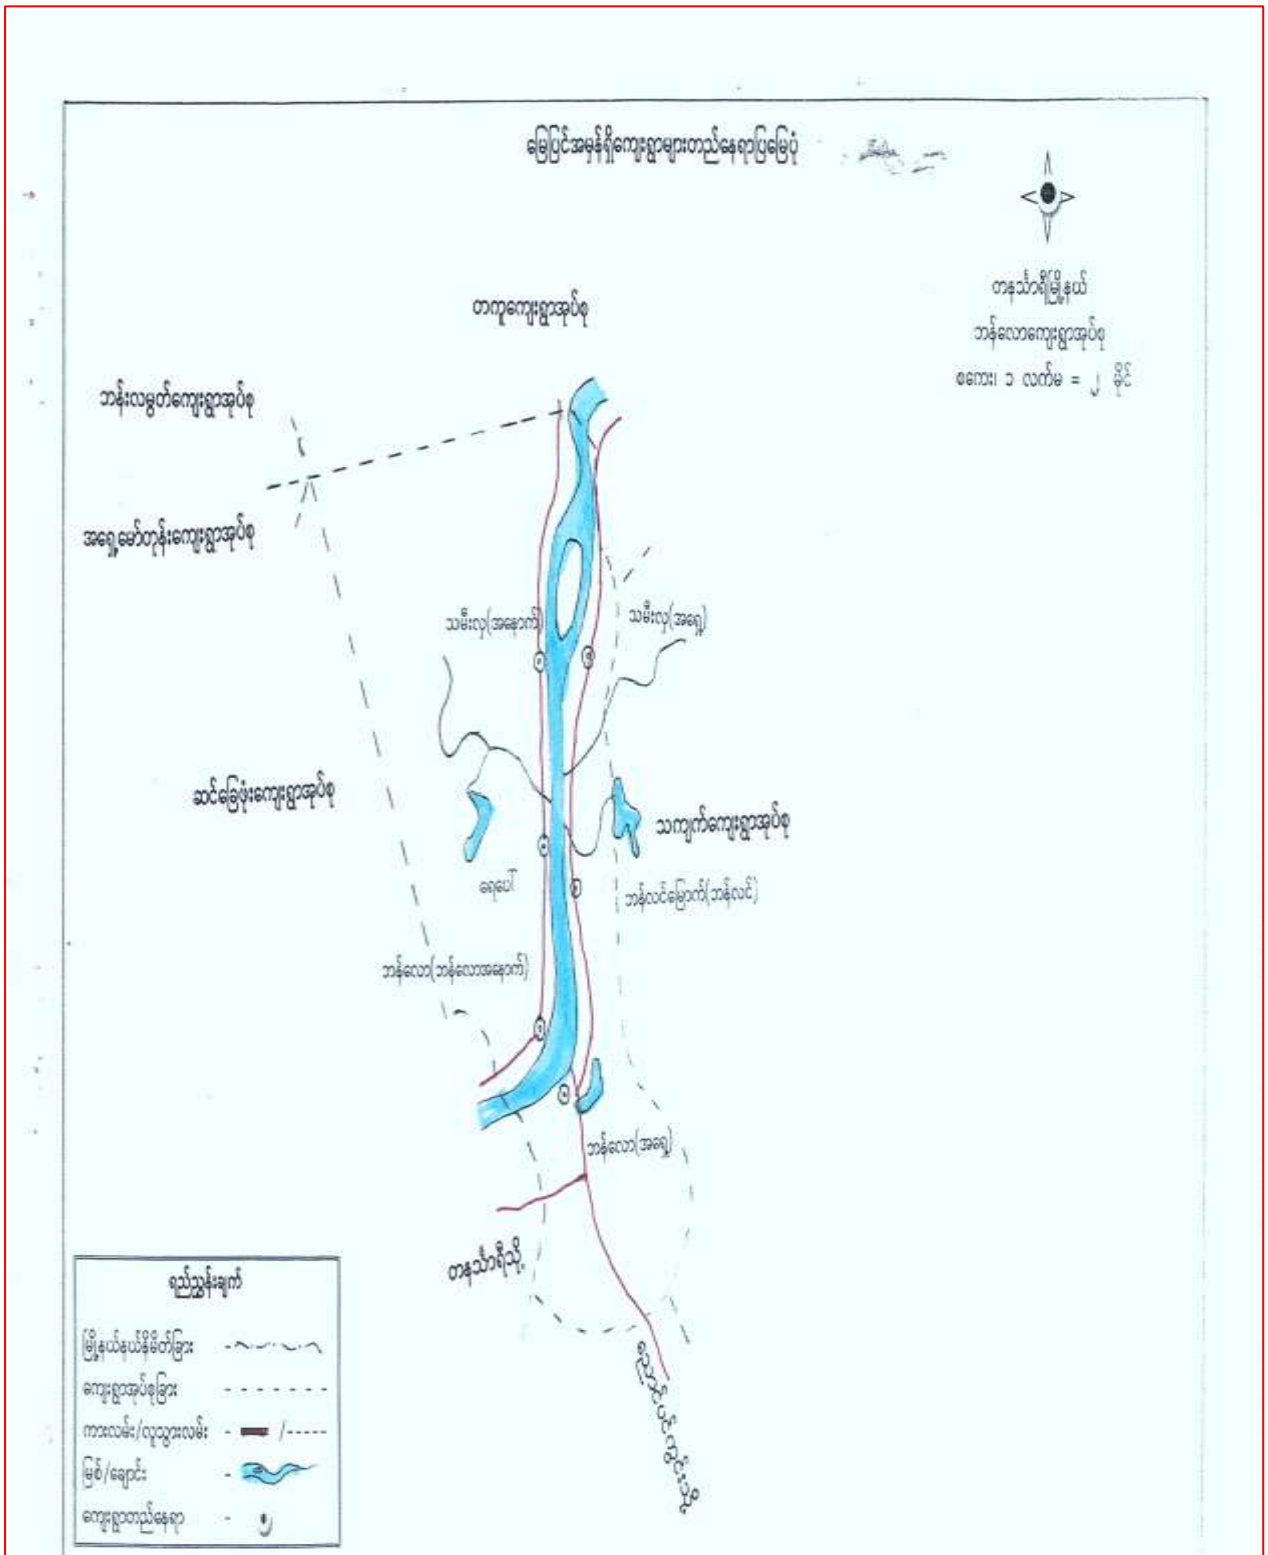 မြေပြင်အမှန်ရှိကျေးရွာများတည်နေရာပြမြေပုံ
တနင်္သာရီမြို့နယ်
ဘန်လောကျေးရွာအုပ်စု
စကေး၊ ၁ လက်မ = ၂ မိုင်
တကူကျေးရွာအုပ်စု
ဘန်းလမွတ်ကျေးရွာအုပ်စု
အရှေ့မော်တုန်းကျေးရွာအုပ်စု
သမီးလှ(အနောက်)
သမီးလှ(အရှေ့)
ဆင်ခြေဖုံးကျေးရွာအုပ်စု
သကျက်ကျေးရွာအုပ်စု
ရေပေါ်
ဘန်လင်မြောက်(ဘန်လင်)
ဘန်လော(ဘန်လောအနောက်)
ဘန်လော(အရှေ့)
တနင်္သာရီသို့
ရည်ညွှန်းချက်
မြို့နယ်နယ်နိမိတ်ခြား -
ကျေးရွာအုပ်စုခြား -
ကားလမ်း/လူသွားလမ်း - /
မြစ်/ချောင်း -
ကျေးရွာတည်နေရာ -